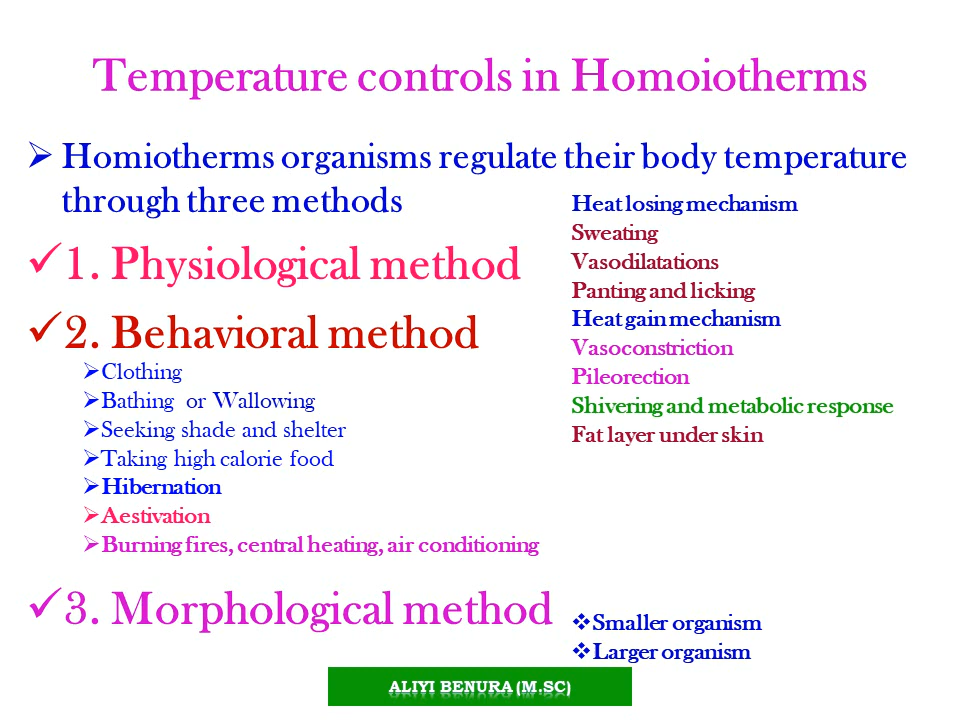 Temperature controls in Homoiotherms
Homiotherms organisms regulate their body temperature
through three methods
1. Physiological method
Heat losing mechanism
Sweating
Vasodilatations
Panting and licking
Heat gain mechanism
Vasoconstriction
Pileorection
Shivering and metabolic response
Fat layer under skin
2. Behavioral method
Clothing
Bathing or Wallowing
Seeking shade and shelter
Taking high calorie food
Hibernation
Aestivation
Burning fires, central heating, air conditioning
3. Morphological method
Smaller organism
Larger organism
ALIYI BENURA (M.SC)